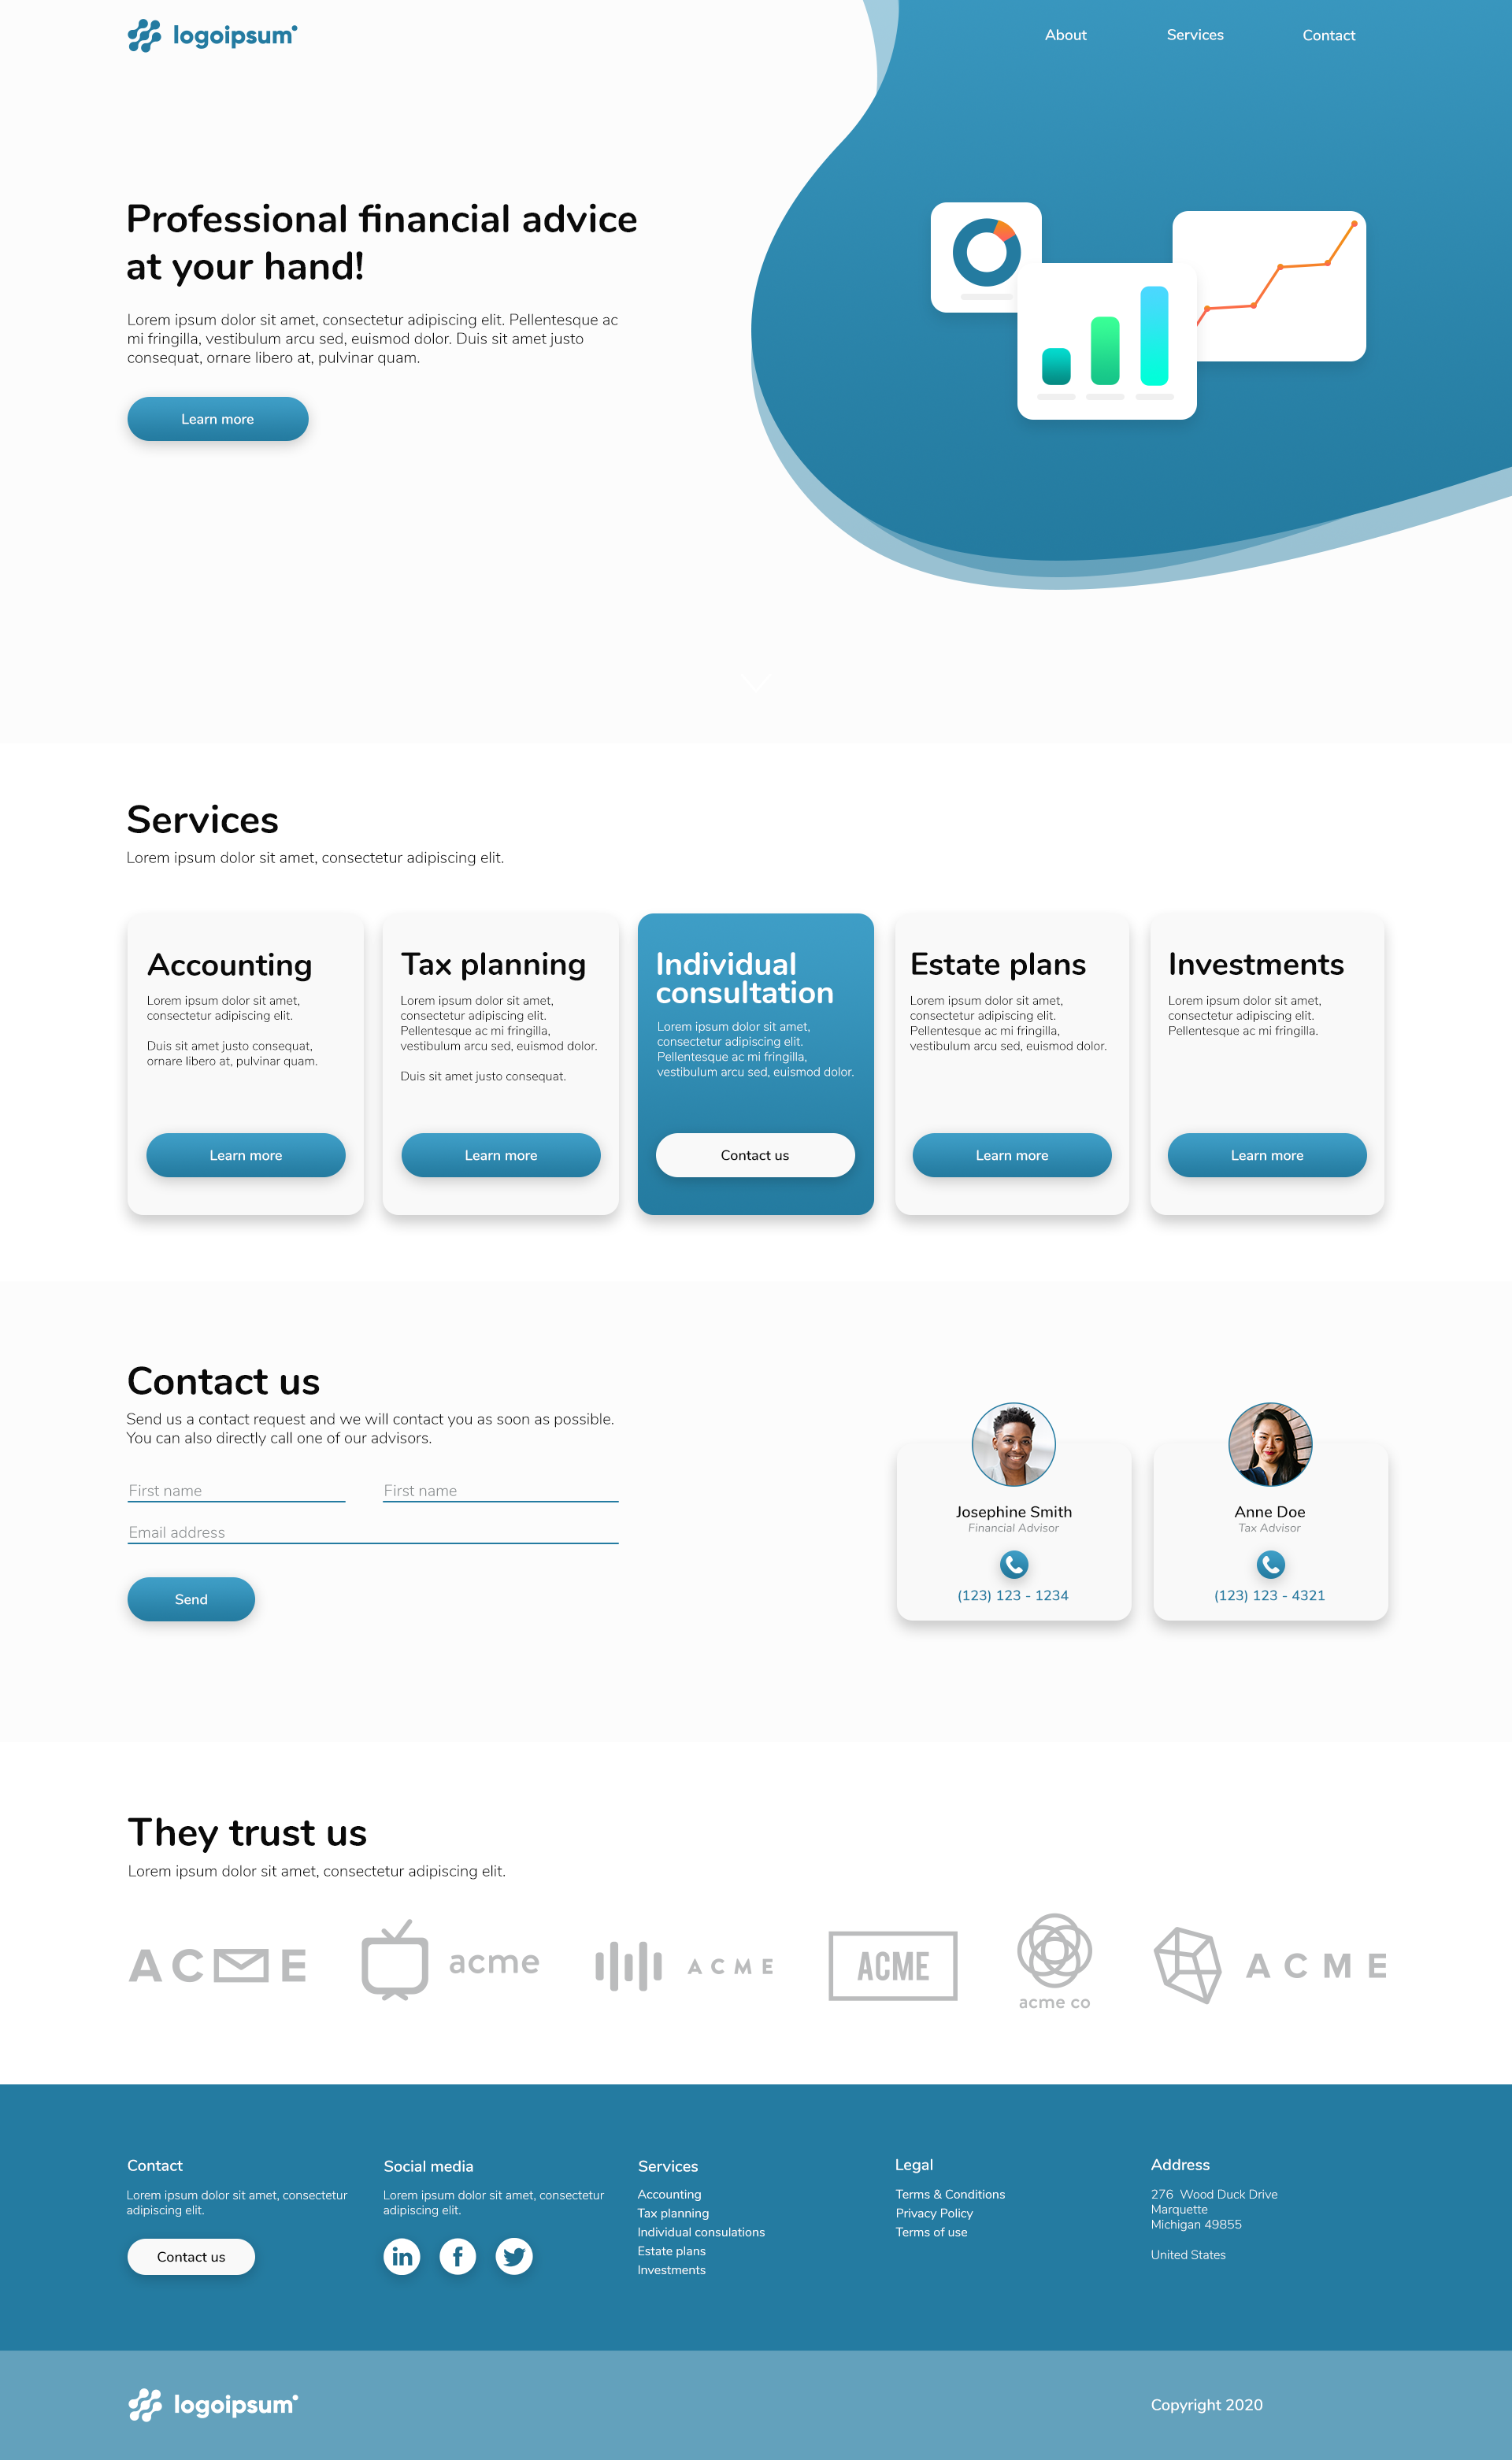 logoipsum
About
Services
Contact
Professional financial advice
at your hand!
Lorem ipsum dolor sit amet, consectetur adipiscing elit. Pellentesque ac
mi fringilla, vestibulum arcu sed, euismod dolor. Duis sit amet justo
consequat, ornare libero at, pulvinar quam.
Learn more
Services
Lorem ipsum dolor sit amet, consectetur adipiscing elit.
Accounting
Lorem ipsum dolor sit amet,
consectetur adipiscing elit.
Duis sit amet justo consequat,
ornare libero at, pulvinar quam.
Learn more
Tax planning
Lorem ipsum dolor sit amet,
consectetur adipiscing elit.
Pellentesque ac mi fringilla,
vestibulum arcu sed, euismod dolor.
Duis sit amet justo consequat.
Learn more
Individual
consultation
Lorem ipsum dolor sit amet,
consectetur adipiscing elit.
Pellentesque ac mi fringilla,
vestibulum arcu sed, euismod dolor.
Contact us
Estate plans
Lorem ipsum dolor sit amet,
consectetur adipiscing elit.
Pellentesque ac mi fringilla,
vestibulum arcu sed, euismod dolor.
Learn more
Investments
Lorem ipsum dolor sit amet,
consectetur adipiscing elit.
Pellentesque ac mi fringilla.
Learn more
Contact us
Send us a contact request and we will contact you as soon as possible.
You can also directly call one of our advisors.
First name
First name
Email address
Send
Josephine Smith
Financial Advisor
(123) 123 - 1234
Anne Doe
Tax Advisor
(123) 123 - 4321
They trust us
Lorem ipsum dolor sit amet, consectetur adipiscing elit.
ACME
acme
ACME
ACME
acme co
ACME
Contact
Lorem ipsum dolor sit amet, consectetur
adipiscing elit.
Contact us
Social media
Lorem ipsum dolor sit amet, consectetur
adipiscing elit.
in
f
Services
Accounting
Tax planning
Individual consulations
Estate plans
Investments
Legal
Terms & Conditions
Privacy Policy
Terms of use
Address
276 Wood Duck Drive
Marquette
Michigan 49855
United States
logoipsum
Copyright 2020